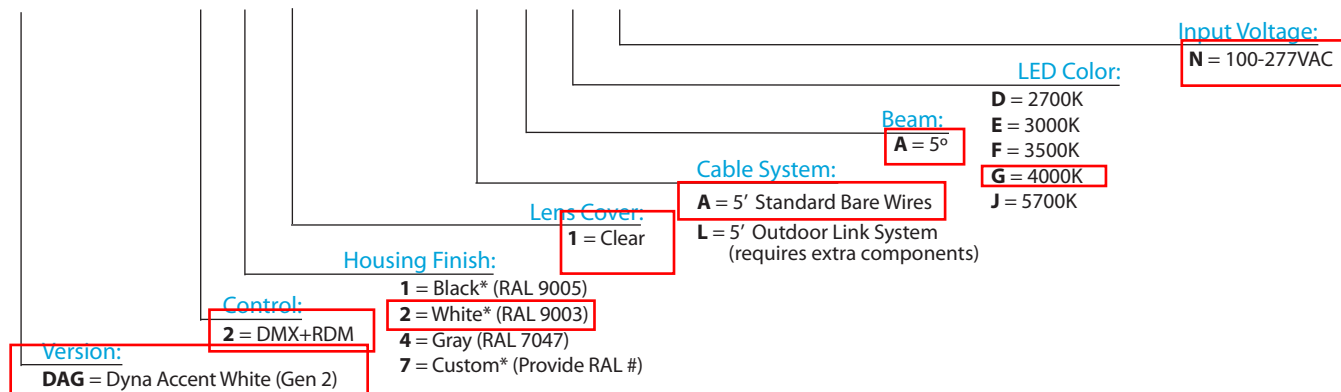 Input Voltage:
N = 100-277VAC
LED Color:
D = 2700K
E = 3000K
F = 3500K
G = 4000K
J = 5700K
Beam:
A = 5º
Cable System:
A = 5’ Standard Bare Wires
L = 5’ Outdoor Link System
(requires extra components)
Lens Cover:
1 = Clear
Housing Finish:
1 = Black* (RAL 9005)
2 = White* (RAL 9003)
4 = Gray (RAL 7047)
7 = Custom* (Provide RAL #)
Control:
2 = DMX+RDM
Version:
DAG = Dyna Accent White (Gen 2)